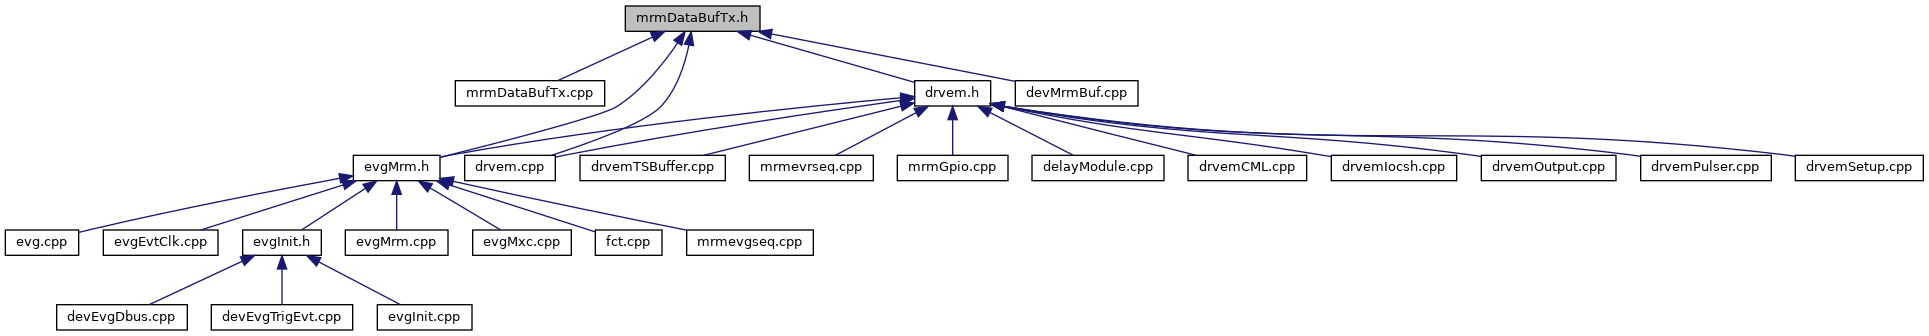 mrmDataBufTx.h
mrmDataBufTx.cpp
drvem.h
devMrmBuf.cpp
evgMrm.h
drvem.cpp
drvemTSBuffer.cpp
mrmevrseq.cpp
mrmGpio.cpp
delayModule.cpp
drvemCML.cpp
drvemIocsh.cpp
drvemOutput.cpp
drvemPulser.cpp
drvemSetup.cpp
evg.cpp
evgEvtClk.cpp
evgInit.h
evgMrm.cpp
evgMxc.cpp
fct.cpp
mrmevgseq.cpp
devEvgDbus.cpp
devEvgTrigEvt.cpp
evgInit.cpp